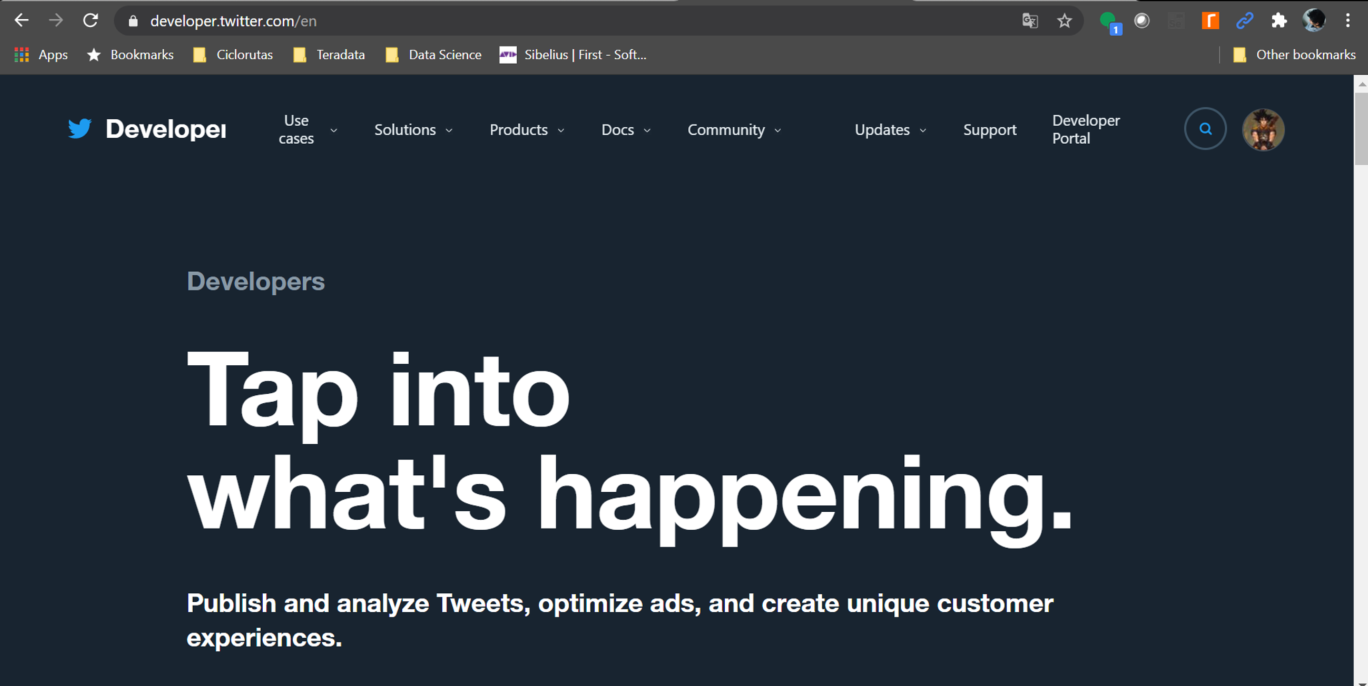 developer.twitter.com/en
1
Apps
Bookmarks
Ciclorutas
Teradata
Data Science
AVID
Sibelius | First - Soft...
Other bookmarks
Developer
Use
cases
Solutions
Products
Docs
Community
Updates
Support
Developer
Portal
Developers
Tap into
what's happening.
Publish and analyze Tweets, optimize ads, and create unique customer
experiences.